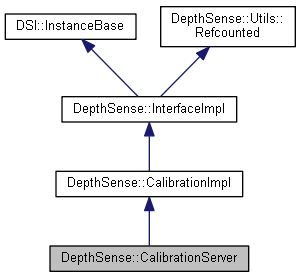 DSI::InstanceBase
DepthSense::Utils::
Refcounted
DepthSense::InterfaceImpl
DepthSense::CalibrationImpl
DepthSense::CalibrationServer